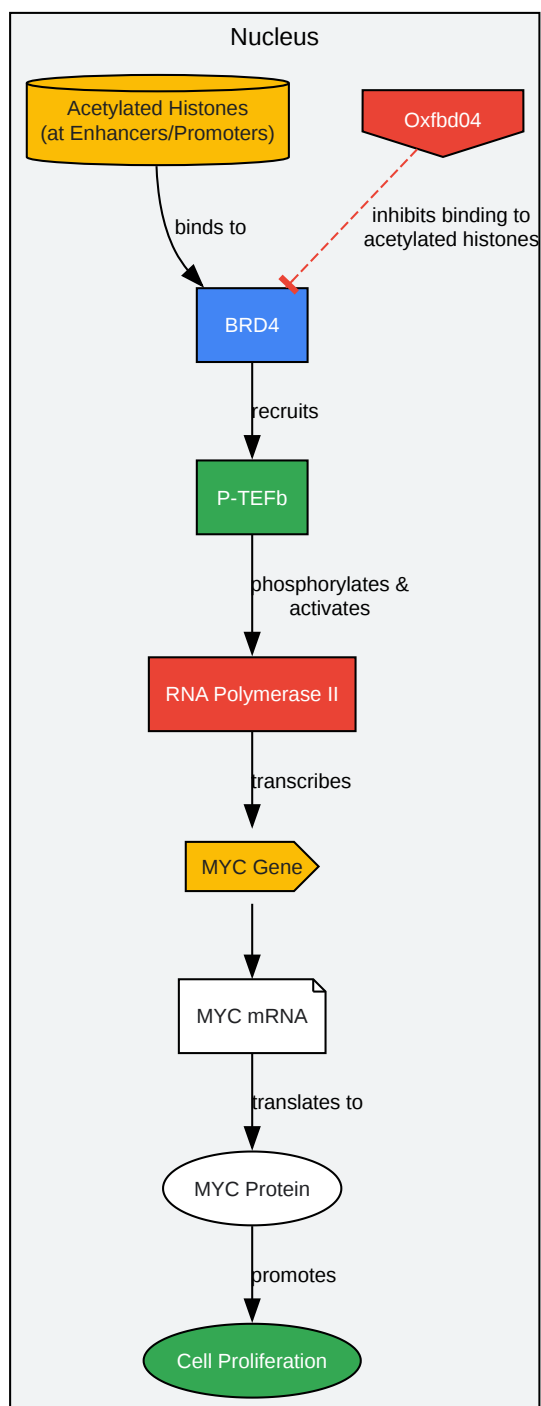 Nucleus
Acetylated Histones
(at Enhancers/Promoters)
Oxfbd04
binds to
inhibits binding to
acetylated histones
BRD4
recruits
P-TEFb
phosphorylates &
activates
RNA Polymerase II
transcribes
MYC Gene
MYC mRNA
translates to
MYC Protein
promotes
Cell Proliferation